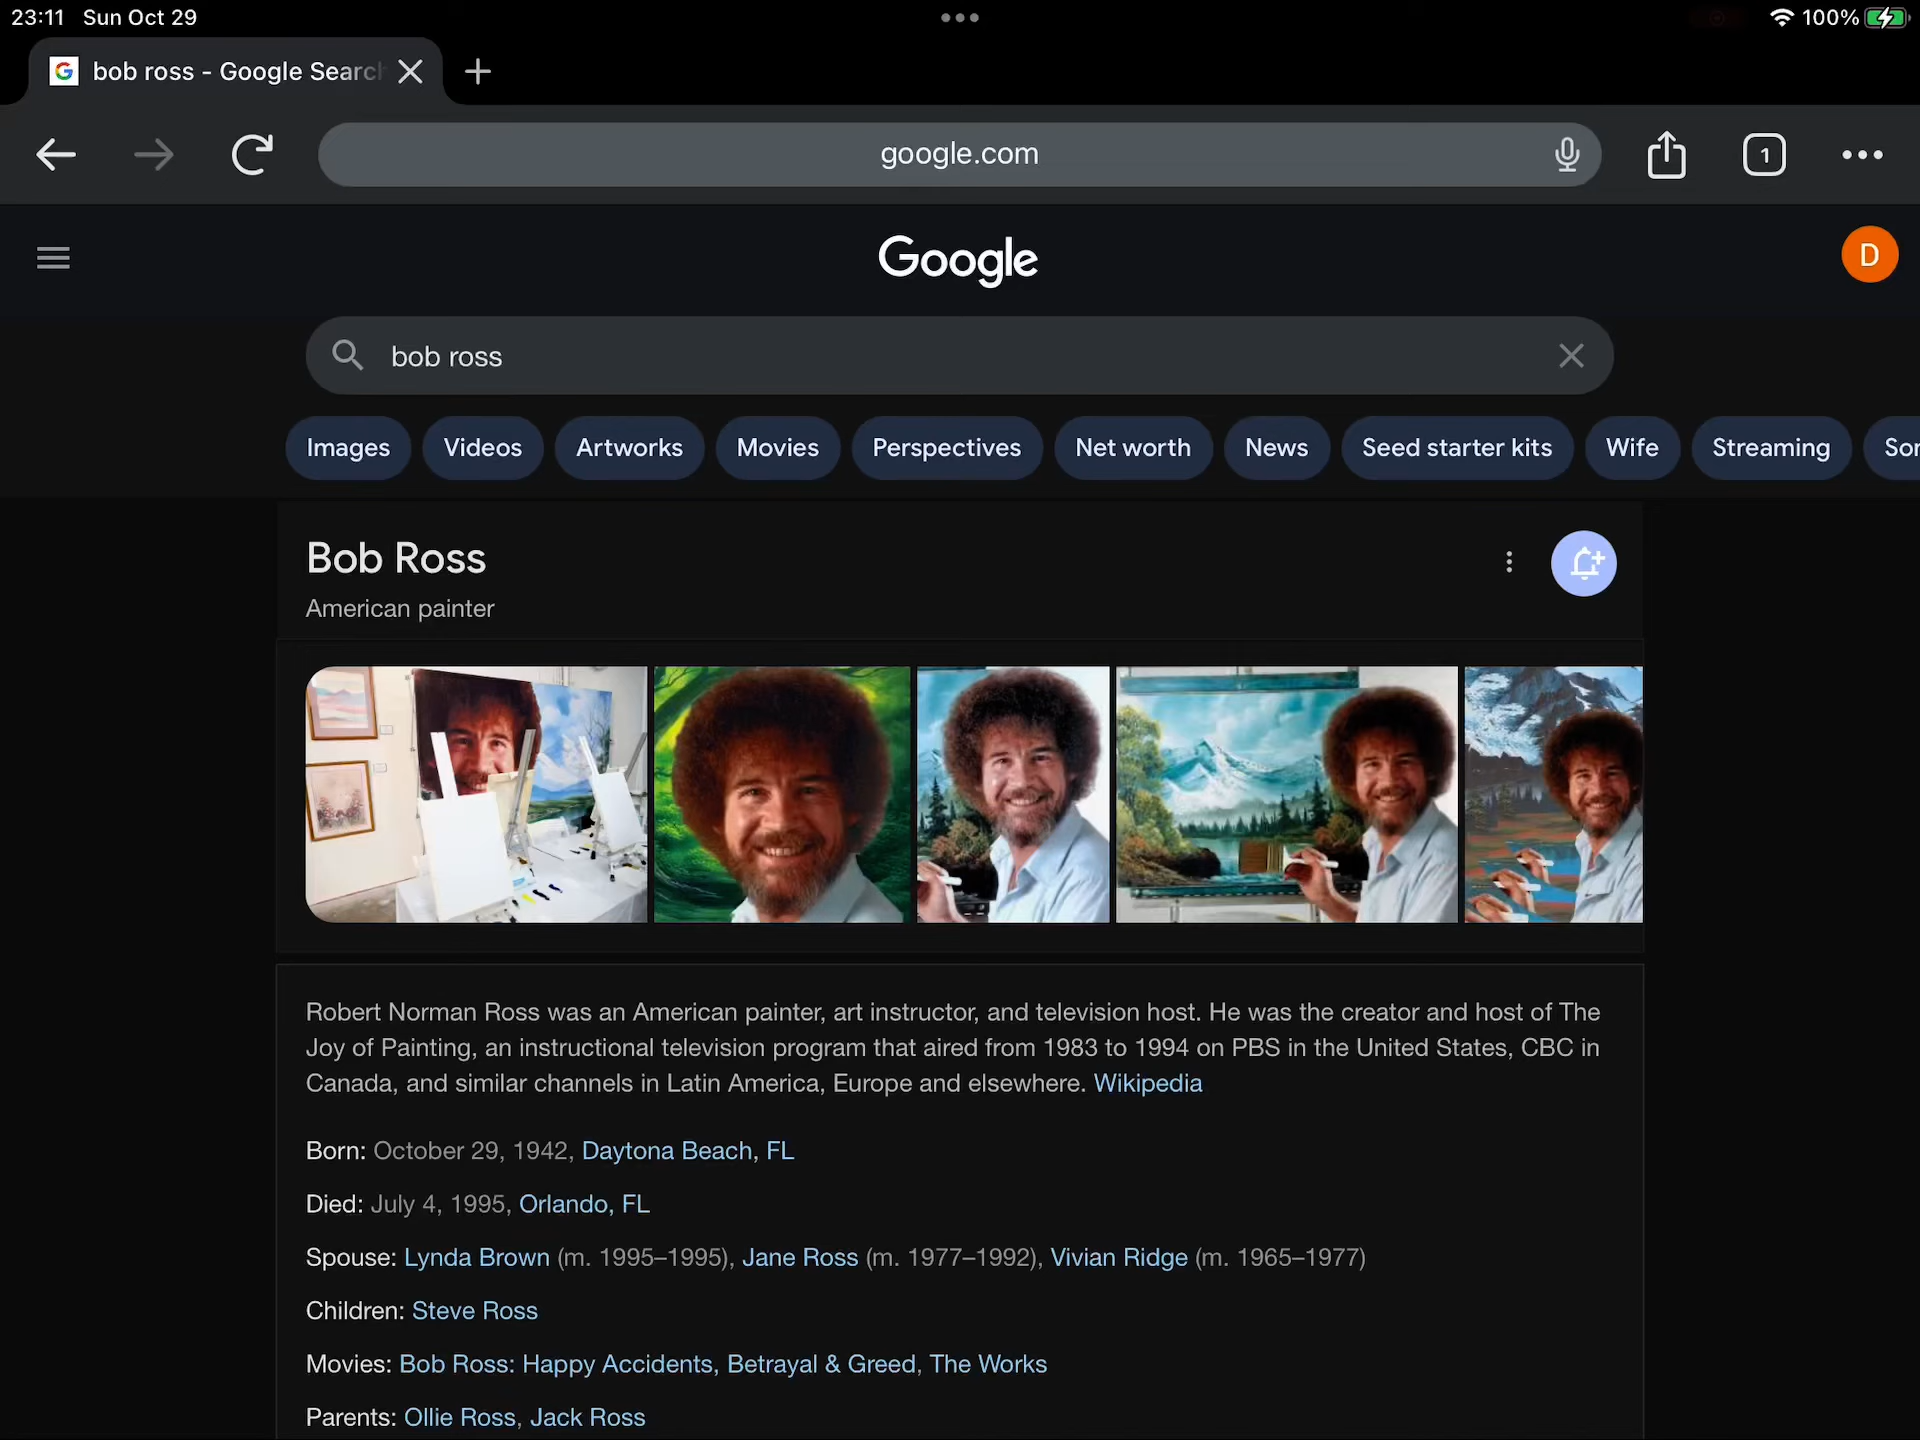 23:11 Sun Oct 29
100%
bob ross - Google Search
google.com
1
Google
D
bob ross
Images Videos Artworks Movies Perspectives Net worth News Seed starter kits Wife Streaming
Bob Ross
American painter
Robert Norman Ross was an American painter, art instructor, and television host. He was the creator and host of The
Joy of Painting, an instructional television program that aired from 1983 to 1994 on PBS in the United States, CBC in
Canada, and similar channels in Latin America, Europe and elsewhere. Wikipedia
Born: October 29, 1942, Daytona Beach, FL
Died: July 4, 1995, Orlando, FL
Spouse: Lynda Brown (m. 1995–1995), Jane Ross (m. 1977–1992), Vivian Ridge (m. 1965–1977)
Children: Steve Ross
Movies: Bob Ross: Happy Accidents, Betrayal & Greed, The Works
Parents: Ollie Ross, Jack Ross